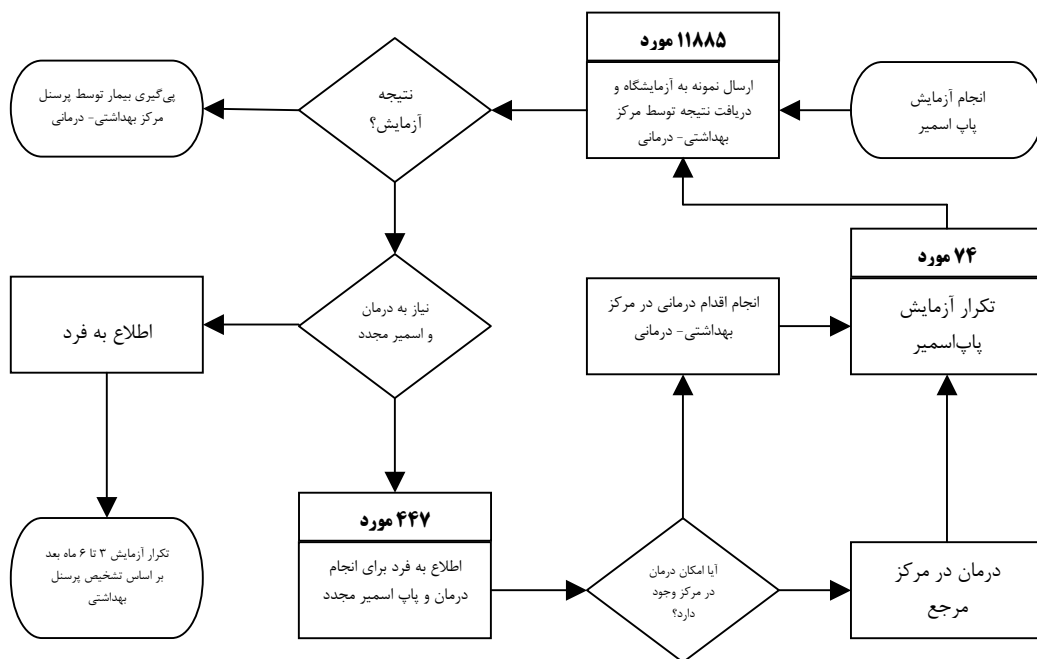 انجام آزمایش
پاپ اسمیر
۱۱۸۸۵ مورد
ارسال نمونه به آزمایشگاه و
دریافت نتیجه توسط مرکز
بهداشتی- درمانی
نتیجه
آزمایش؟
پی‌گیری بیمار توسط پرسنل
مرکز بهداشتی- درمانی
نیاز به درمان
و اسمیر مجدد
اطلاع به فرد
تکرار آزمایش ۳ تا ۶ ماه بعد
بر اساس تشخیص پرسنل
بهداشتی
۴۴۷ مورد
اطلاع به فرد برای انجام
درمان و پاپ اسمیر مجدد
آیا امکان درمان
در مرکز وجود
دارد؟
انجام اقدام درمانی در مرکز
بهداشتی- درمانی
درمان در مرکز
مرجع
۷۴ مورد
تکرار آزمایش
پاپ‌اسمیر